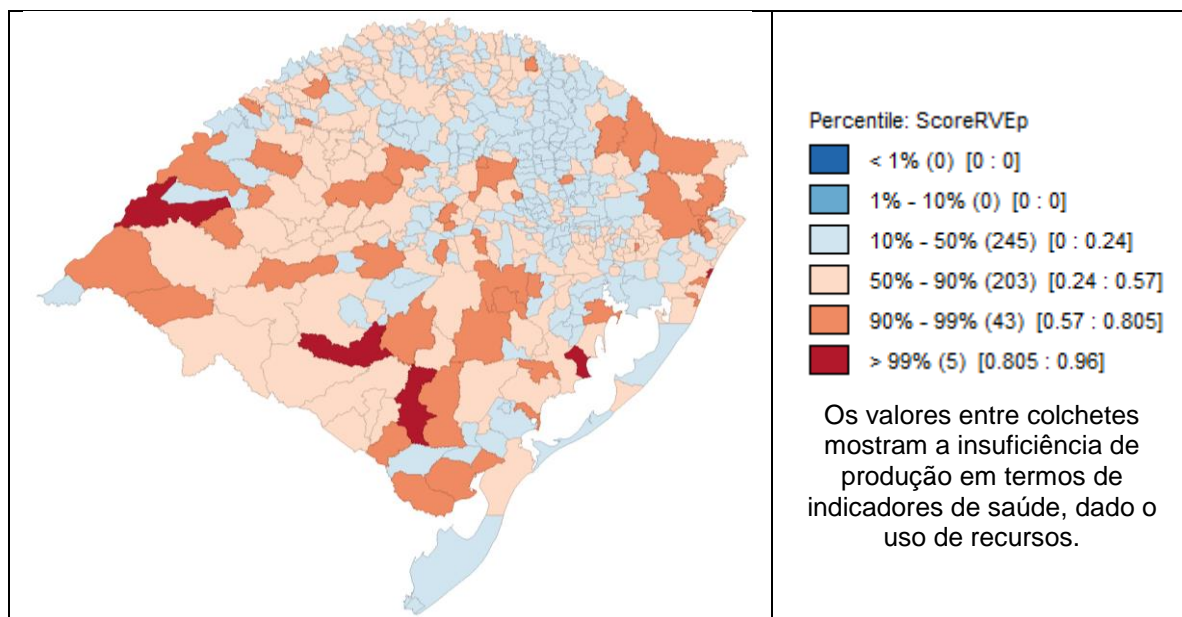 Percentile: ScoreRVEp
< 1% (0) [0 : 0]
1% - 10% (0) [0 : 0]
10% - 50% (245) [0 : 0.24]
50% - 90% (203) [0.24 : 0.57]
90% - 99% (43) [0.57 : 0.805]
> 99% (5) [0.805 : 0.96]
Os valores entre colchetes
mostram a insuficiência de
produção em termos de
indicadores de saúde, dado o
uso de recursos.